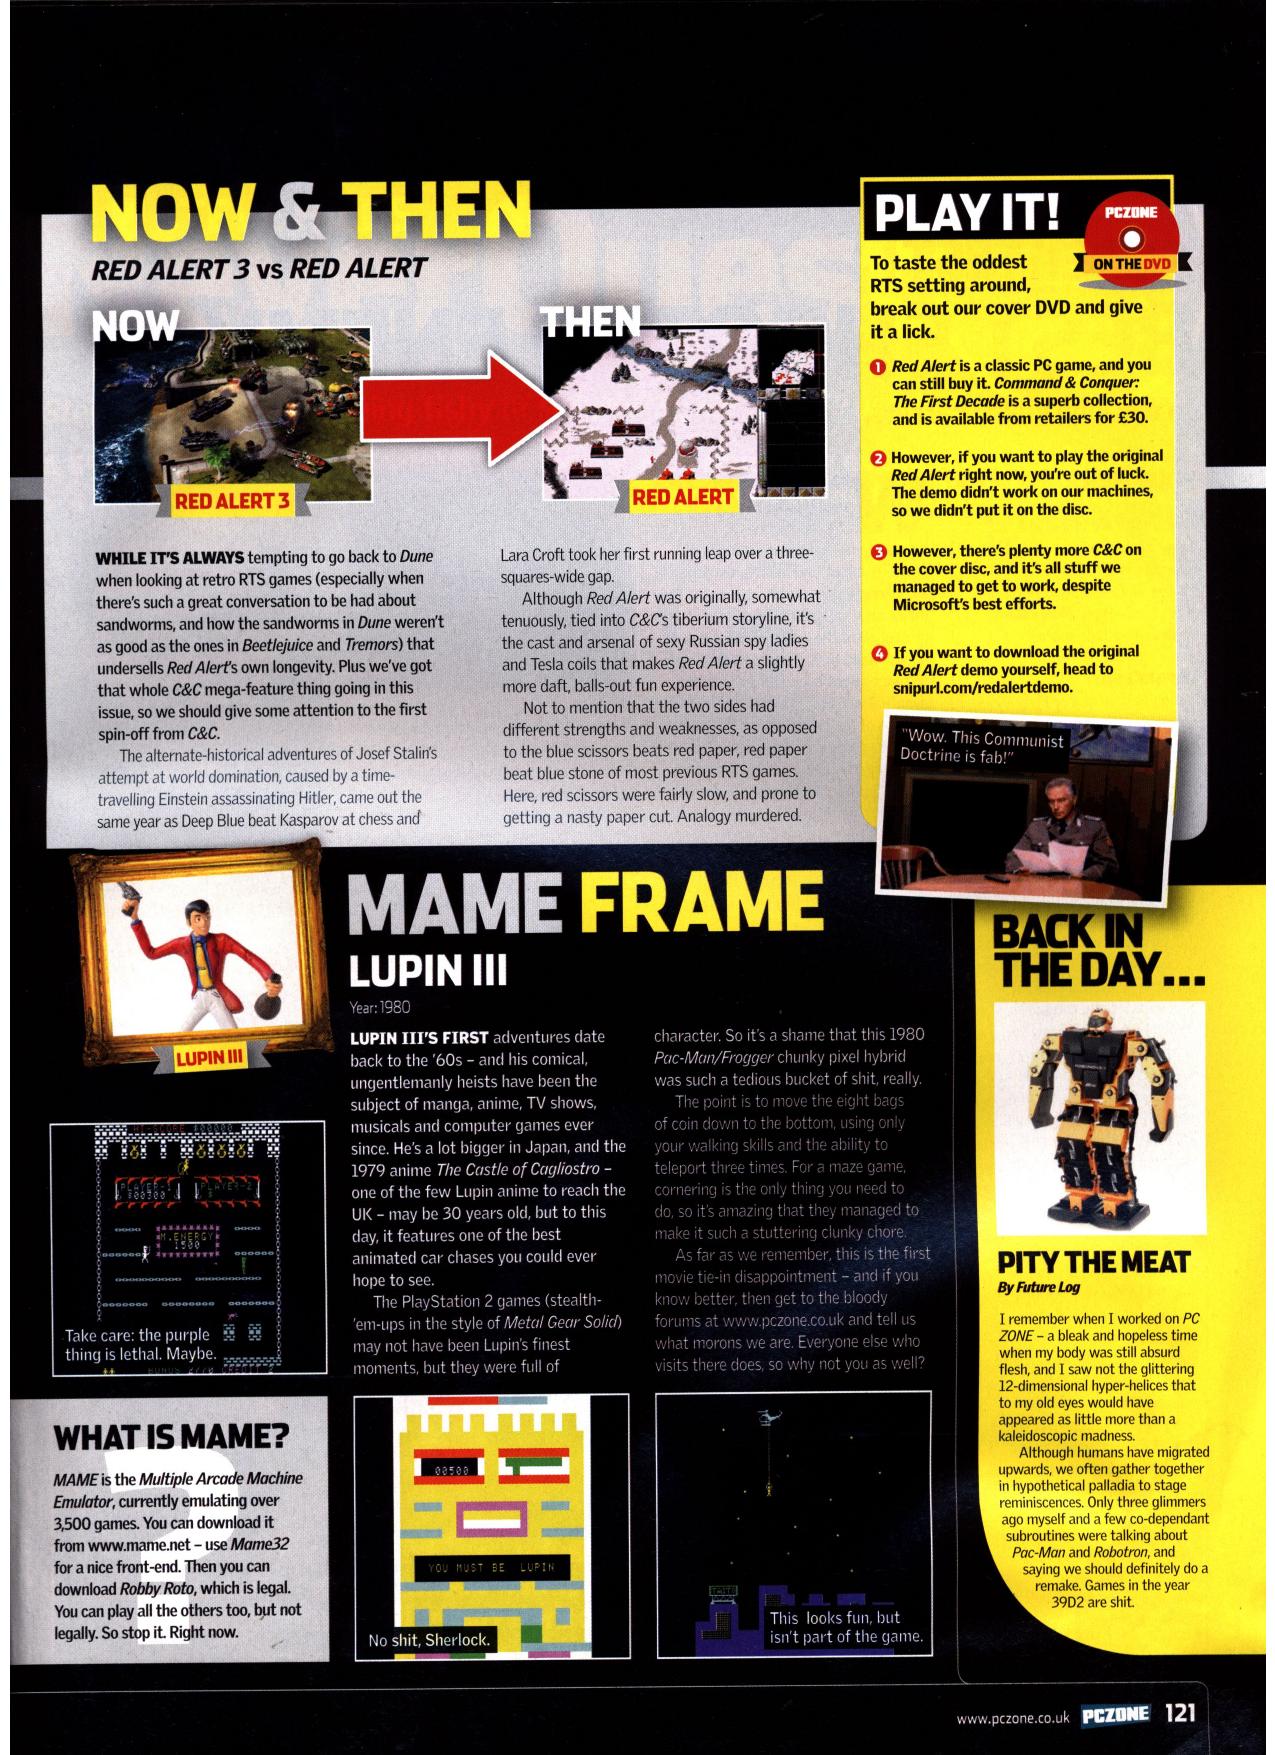 NOW & THEN
RED ALERT 3 vs RED ALERT
NOW
RED ALERT 3
THEN
RED ALERT
WHILE IT'S ALWAYS tempting to go back to Dune
when looking at retro RTS games (especially when
there's such a great conversation to be had about
sandworms, and how the sandworms in Dune weren't
as good as the ones in Beetlejuice and Tremors) that
undersells Red Alert's own longevity. Plus we've got
that whole C&C mega-feature thing going in this
issue, so we should give some attention to the first
spin-off from C&C.
The alternate-historical adventures of Josef Stalin's
attempt at world domination, caused by a time-
travelling Einstein assassinating Hitler, came out the
same year as Deep Blue beat Kasparov at chess and
Lara Croft took her first running leap over a three-
squares-wide gap.
Although Red Alert was originally, somewhat
tenuously, tied into C&C's tiberium storyline, it's
the cast and arsenal of sexy Russian spy ladies
and Tesla coils that makes Red Alert a slightly
more daft, balls-out fun experience.
Not to mention that the two sides had
different strengths and weaknesses, as opposed
to the blue scissors beats red paper, red paper
beat blue stone of most previous RTS games.
Here, red scissors were fairly slow, and prone to
getting a nasty paper cut. Analogy murdered.
PLAY IT!
PCZONE
ON THE DVD
To taste the oddest
RTS setting around,
break out our cover DVD and give
it a lick.
1 Red Alert is a classic PC game, and you
can still buy it. Command & Conquer:
The First Decade is a superb collection,
and is available from retailers for £30.
2 However, if you want to play the original
Red Alert right now, you're out of luck.
The demo didn't work on our machines,
so we didn't put it on the disc.
3 However, there's plenty more C&C on
the cover disc, and it's all stuff we
managed to get to work, despite
Microsoft's best efforts.
4 If you want to download the original
Red Alert demo yourself, head to
snipurl.com/redalertdemo.
"Wow. This Communist
Doctrine is fab!"
LUPIN III
MAME FRAME
LUPIN III
Year: 1980
LUPIN III'S FIRST adventures date
back to the '60s – and his comical,
ungentlemanly heists have been the
subject of manga, anime, TV shows,
musicals and computer games ever
since. He's a lot bigger in Japan, and the
1979 anime The Castle of Cagliostro –
one of the few Lupin anime to reach the
UK – may be 30 years old, but to this
day, it features one of the best
animated car chases you could ever
hope to see.
The PlayStation 2 games (stealth-
'em-ups in the style of Metal Gear Solid)
may not have been Lupin's finest
moments, but they were full of
character. So it's a shame that this 1980
Pac-Man/Frogger chunky pixel hybrid
was such a tedious bucket of shit, really.
The point is to move the eight bags
of coin down to the bottom, using only
your walking skills and the ability to
teleport three times. For a maze game,
cornering is the only thing you need to
do, so it's amazing that they managed to
make it such a stuttering clunky chore.
As far as we remember, this is the first
movie tie-in disappointment – and if you
know better, then get to the bloody
forums at www.pczone.co.uk and tell us
what morons we are. Everyone else who
visits there does, so why not you as well?
HI-SCORE
PLAYER-1
PLAYER-2
M.ENERGY
1500
Take care: the purple
thing is lethal. Maybe.
WHAT IS MAME?
MAME is the Multiple Arcade Machine
Emulator, currently emulating over
3,500 games. You can download it
from www.mame.net – use Mame32
for a nice front-end. Then you can
download Robby Roto, which is legal.
You can play all the others too, but not
legally. So stop it. Right now.
?
00500
YOU MUST BE LUPIN
No shit, Sherlock.
TAITO
This looks fun, but
isn't part of the game.
BACK IN
THE DAY...
PITY THE MEAT
By Future Log
I remember when I worked on PC
ZONE – a bleak and hopeless time
when my body was still absurd
flesh, and I saw not the glittering
12-dimensional hyper-helices that
to my old eyes would have
appeared as little more than a
kaleidoscopic madness.
Although humans have migrated
upwards, we often gather together
in hypothetical palladia to stage
reminiscences. Only three glimmers
ago myself and a few co-dependant
subroutines were talking about
Pac-Man and Robotron, and
saying we should definitely do a
remake. Games in the year
39D2 are shit.
www.pczone.co.uk PCZONE 121